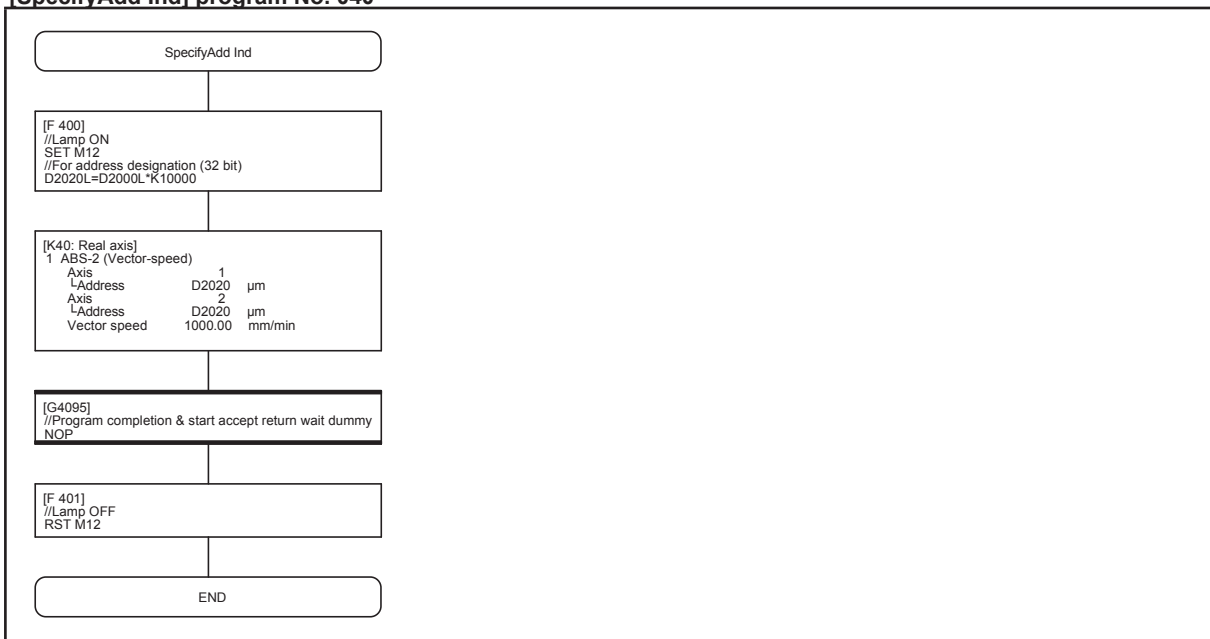 [SpecifyAdd Ind] program No. 040
SpecifyAdd Ind
[F 400]
//Lamp ON
SET M12
//For address designation (32 bit)
D2020L=D2000L*K10000
[K40: Real axis]
1 ABS-2 (Vector-speed)
Axis 1
└Address D2020 µm
Axis 2
└Address D2020 µm
Vector speed 1000.00 mm/min
[G4095]
//Program completion & start accept return wait dummy
NOP
[F 401]
//Lamp OFF
RST M12
END